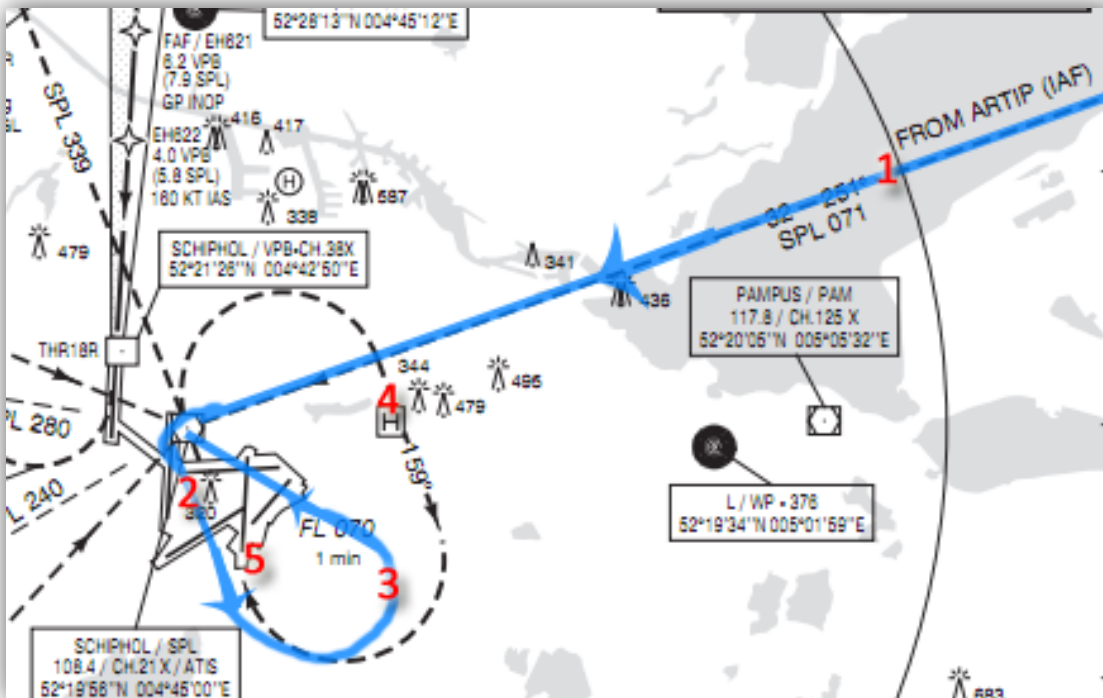 52°28'13''N 004°45'12''E
FAF / EH621
6.2 VPB
(7.9 SPL)
GP INOP
SPL 339
416
417
EH622
4.0 VPB
(5.8 SPL)
160 KT IAS
H
587
338
479
FROM ARTIP (IAF)
1
32
251°
SPL 071
SCHIPHOL / VPB•CH.38X
52°21'26''N 004°42'50''E
341
436
PAMPUS / PAM
117.8 / CH.125 X
52°20'05''N 005°05'32''E
THR18R
344
495
479
4
H
PL 280
159°
L 240
2
320
FL 070
1 min
5
3
L / WP • 376
52°19'34''N 005°01'59''E
SCHIPHOL / SPL
108.4 / CH.21 X / ATIS
52°19'56''N 004°45'00''E
683